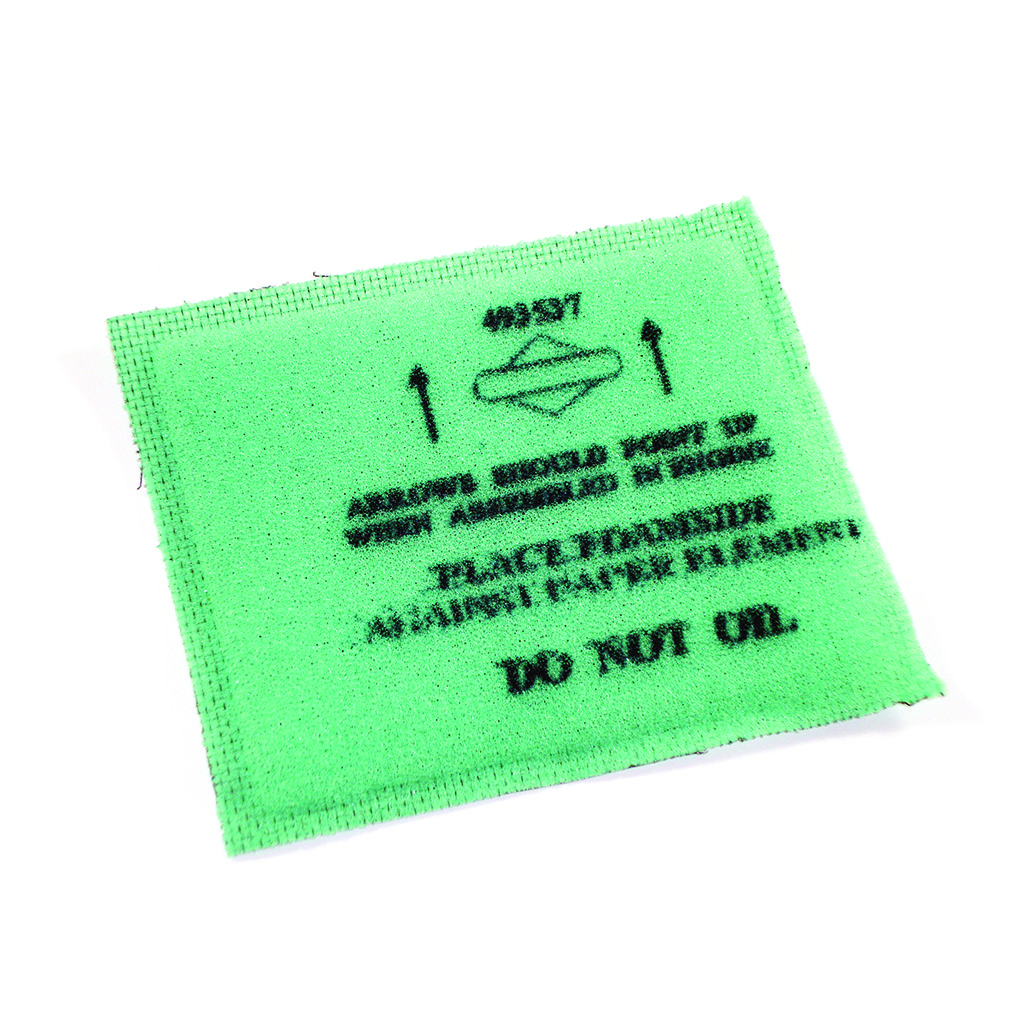 493537
ARROWS SHOULD POINT UP
WHEN ASSEMBLED IN ENGINE
PLACE FOAM SIDE
AGAINST PAPER ELEMENT
DO NOT OIL.